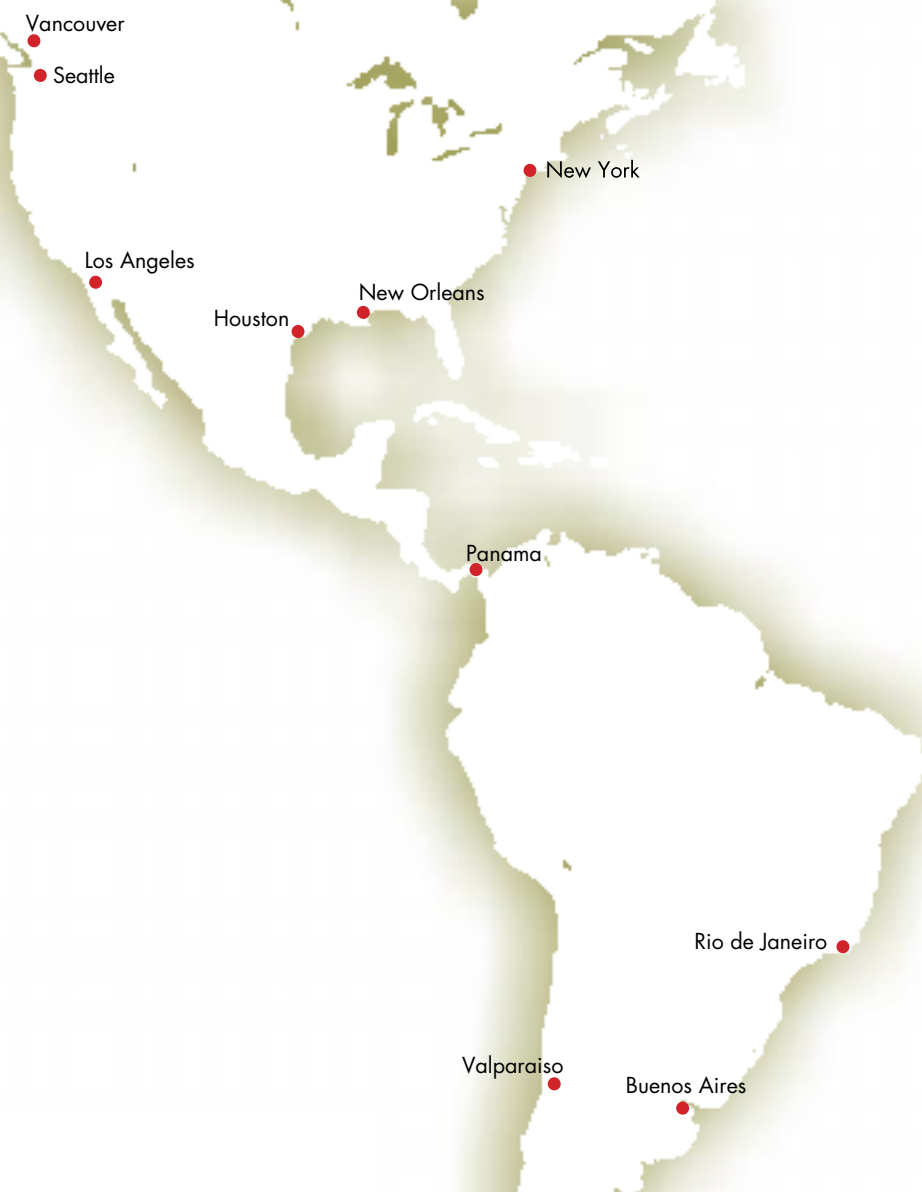 Vancouver
Seattle
New York
Los Angeles
New Orleans
Houston
Panama
Rio de Janeiro
Valparaiso
Buenos Aires